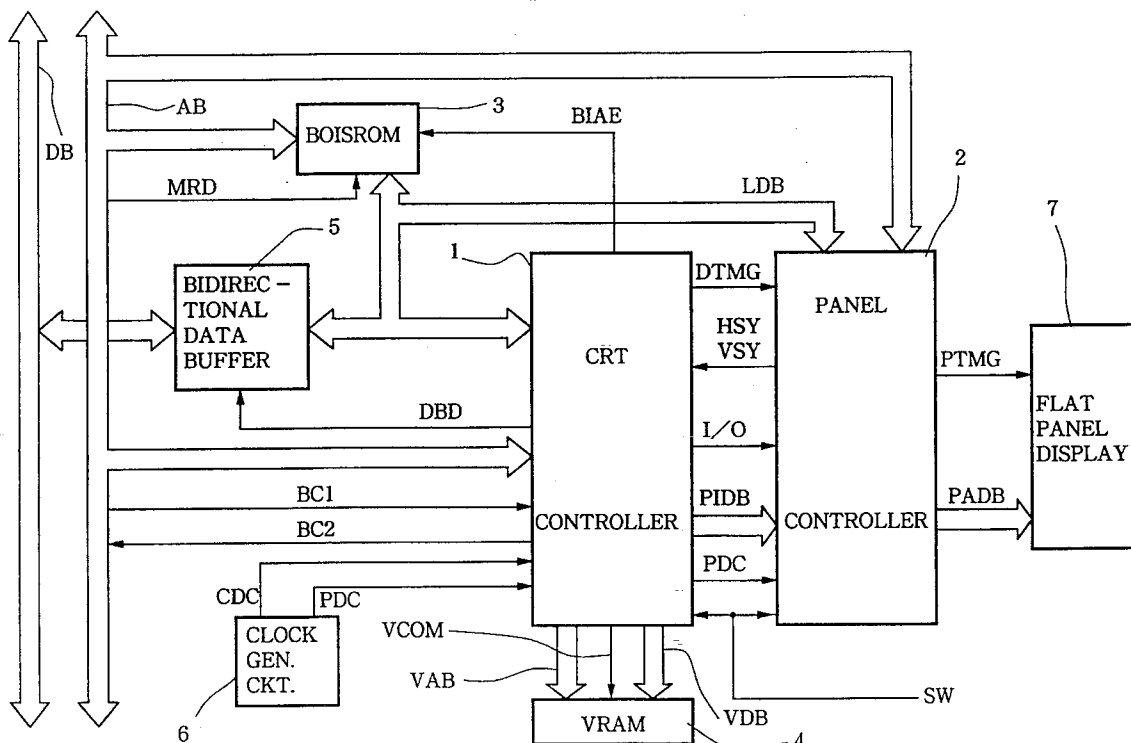 AB
DB
3
BOISROM
BIAE
MRD
LDB
2
7
5
BIDIREC-
TIONAL
DATA
BUFFER
1
DTMG
PANEL
HSY
VSY
CRT
PTMG
FLAT
PANEL
DISPLAY
DBD
I/O
BC1
PIDB
PADB
CONTROLLER
CONTROLLER
BC2
PDC
CDC
PDC
CLOCK
GEN.
CKT.
6
VCOM
VAB
VDB
SW
VRAM
4